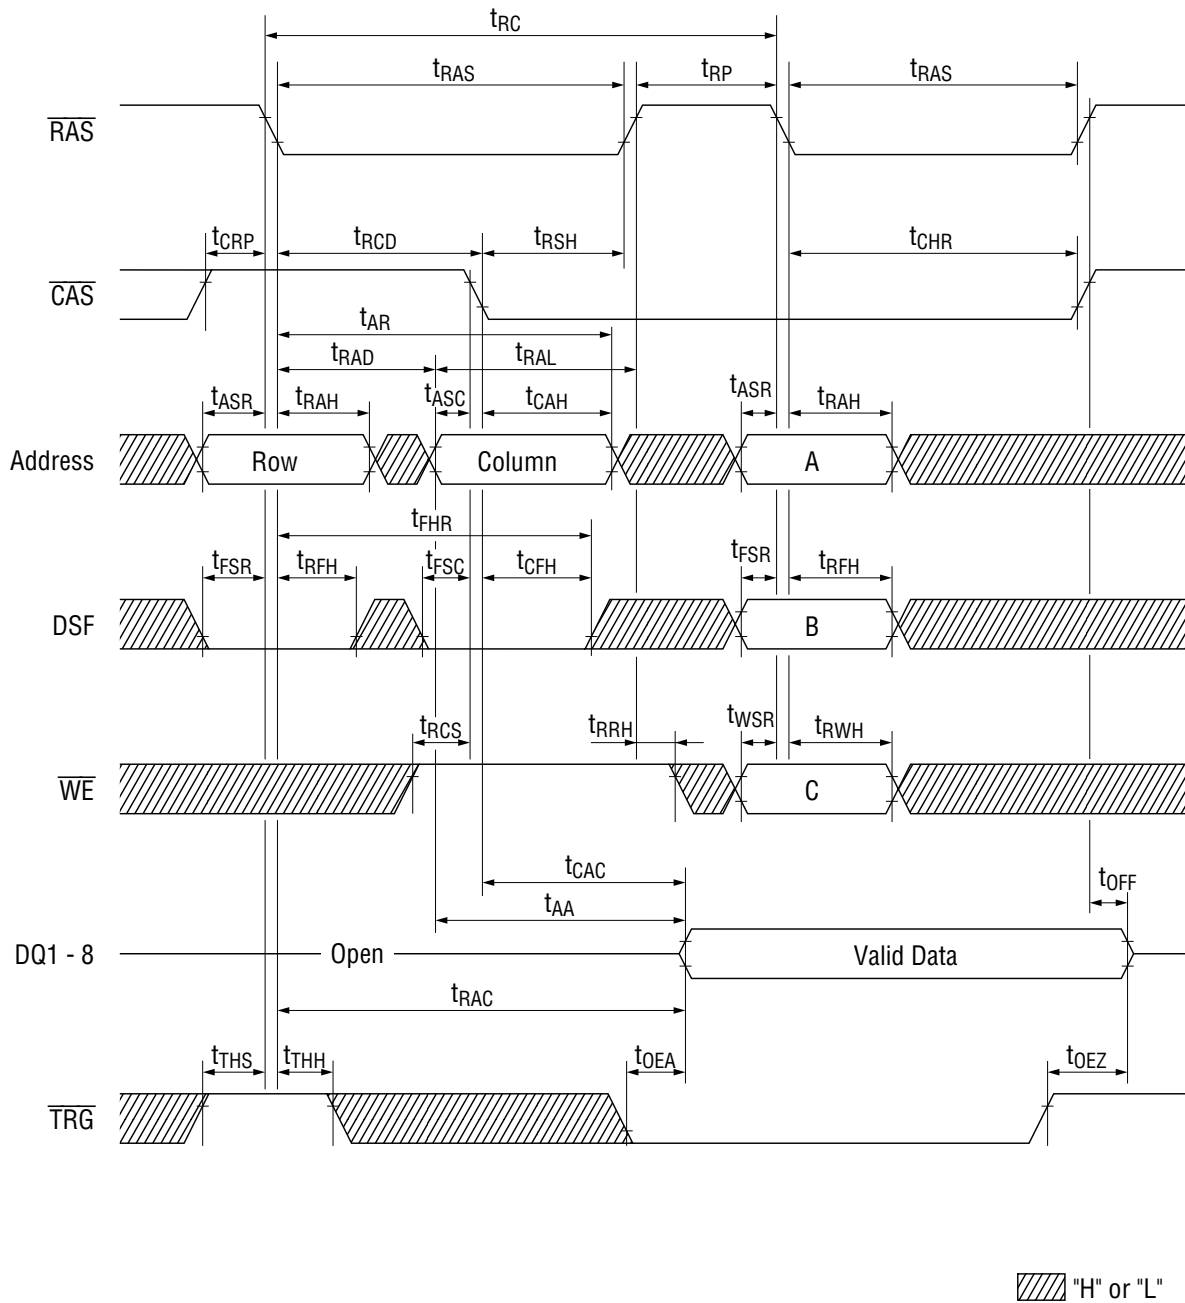 tRC
tRAS tRP tRAS
RAS
tCRP tRCD tRSH tCHR
CAS
tAR
tRAD tRAL
tASR tRAH tASC tCAH tASR tRAH
Address Row Column A
tFHR
tFSR tRFH tFSC tCFH tFSR tRFH
DSF B
tRCS tRRH tWSR tRWH
WE C
tCAC tOFF
tAA
DQ1 - 8 Open Valid Data
tRAC
tTHS tTHH tOEA tOEZ
TRG
"H" or "L"